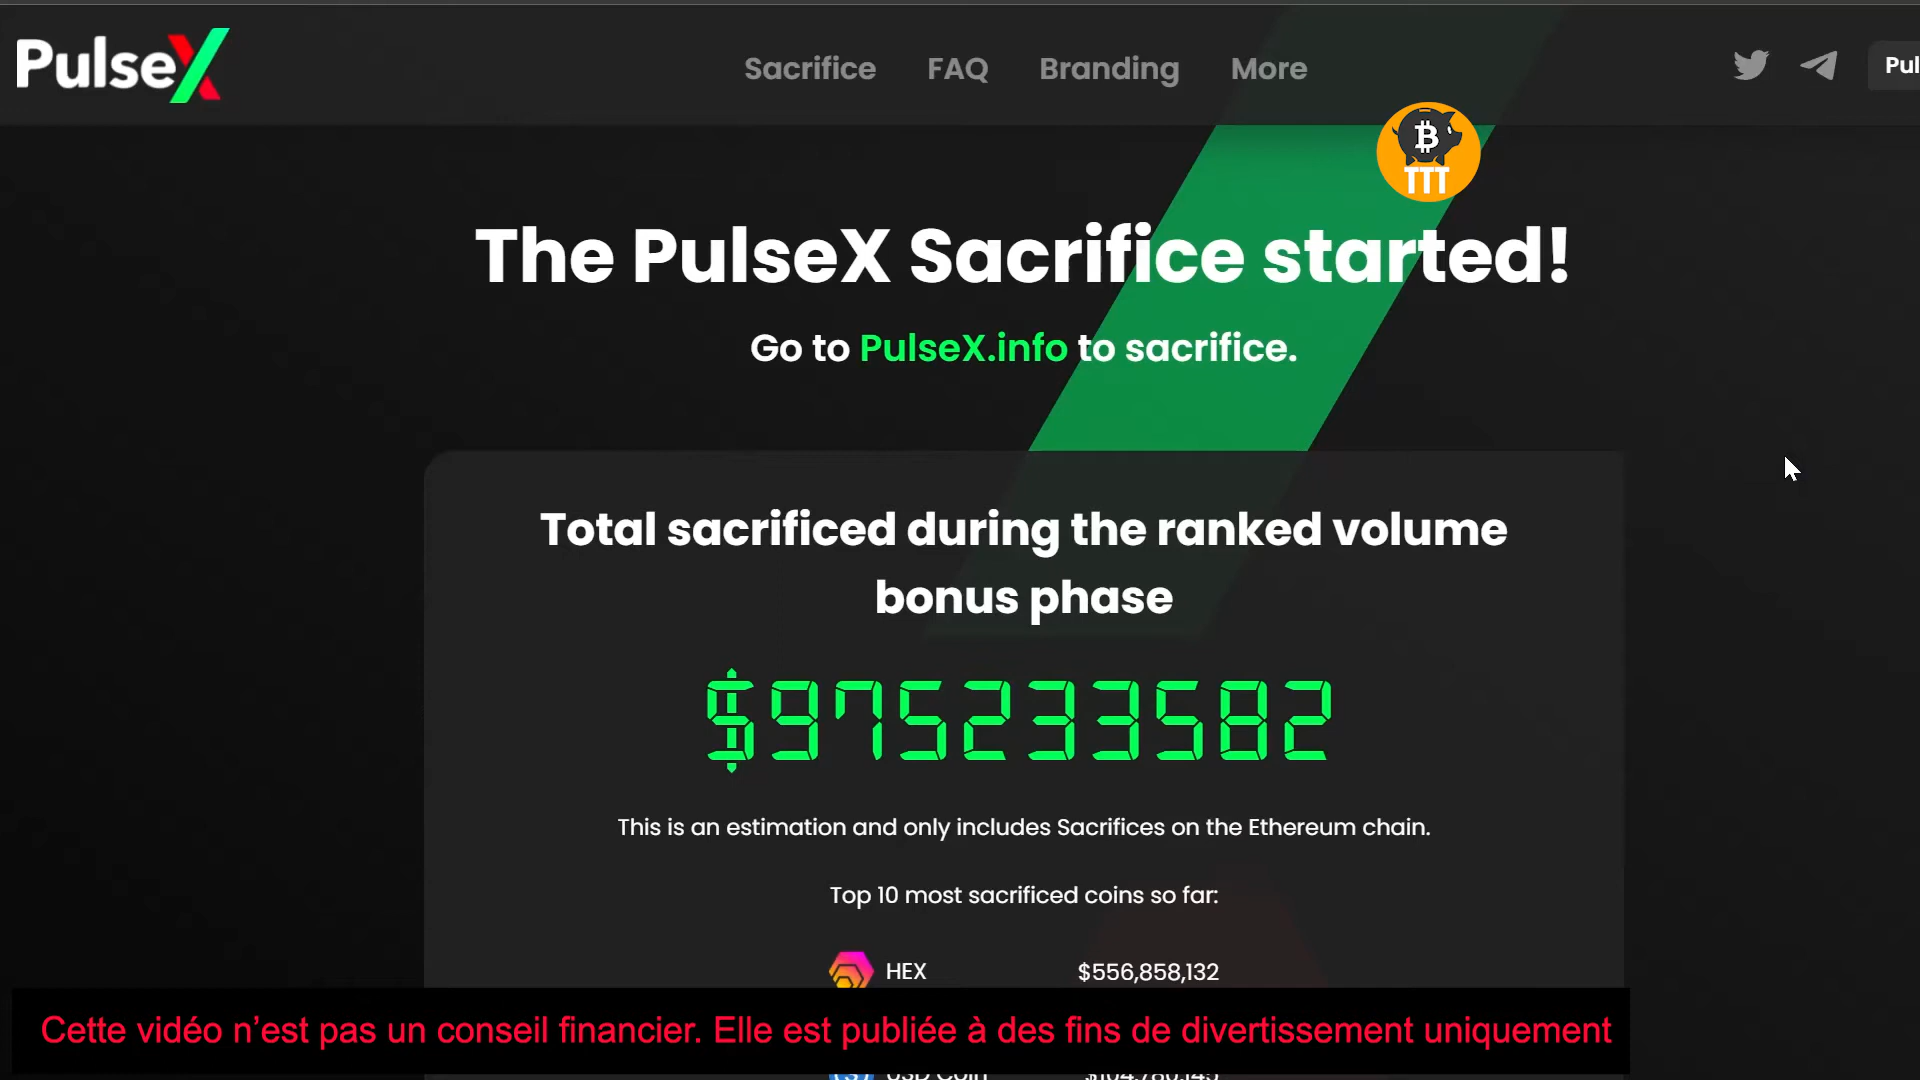 PulseX
Sacrifice FAQ Branding More
Pul
₿
TTT
The PulseX Sacrifice started!
Go to PulseX.info to sacrifice.
Total sacrificed during the ranked volume
bonus phase
$975233582
This is an estimation and only includes Sacrifices on the Ethereum chain.
Top 10 most sacrificed coins so far:
HEX $556,858,132
Cette vidéo n’est pas un conseil financier. Elle est publiée à des fins de divertissement uniquement
USD Coin